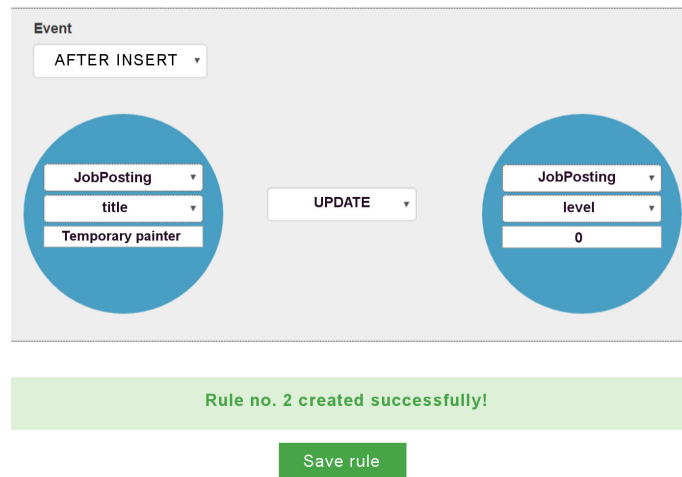 Event
AFTER INSERT
JobPosting
title
Temporary painter
UPDATE
JobPosting
level
0
Rule no. 2 created successfully!
Save rule